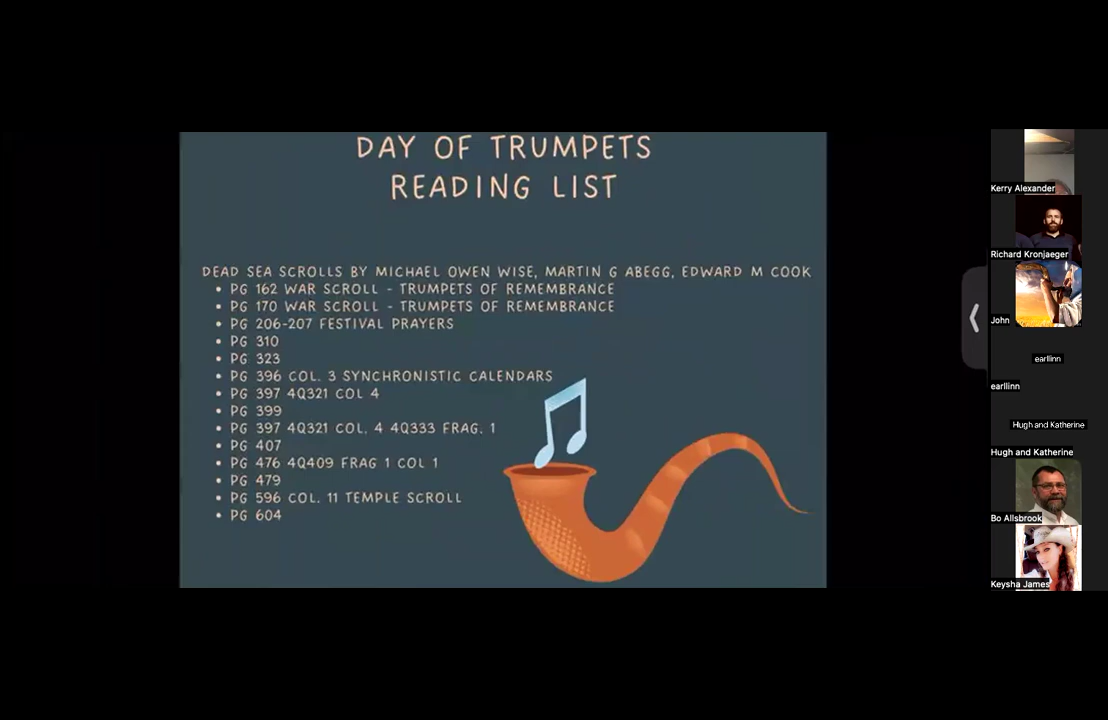 DAY OF TRUMPETS
READING LIST
DEAD SEA SCROLLS BY MICHAEL OWEN WISE, MARTIN G ABEGG, EDWARD M COOK
• PG 162 WAR SCROLL - TRUMPETS OF REMEMBRANCE
• PG 170 WAR SCROLL - TRUMPETS OF REMEMBRANCE
• PG 206-207 FESTIVAL PRAYERS
• PG 310
• PG 323
• PG 396 COL. 3 SYNCHRONISTIC CALENDARS
• PG 397 4Q321 COL 4
• PG 399
• PG 397 4Q321 COL. 4 4Q333 FRAG. 1
• PG 407
• PG 476 4Q409 FRAG 1 COL 1
• PG 479
• PG 596 COL. 11 TEMPLE SCROLL
• PG 604
Kerry Alexander
Richard Kronjaeger
John
earllinn
earllinn
Hugh and Katherine
Hugh and Katherine
Bo Allsbrook
Keysha James